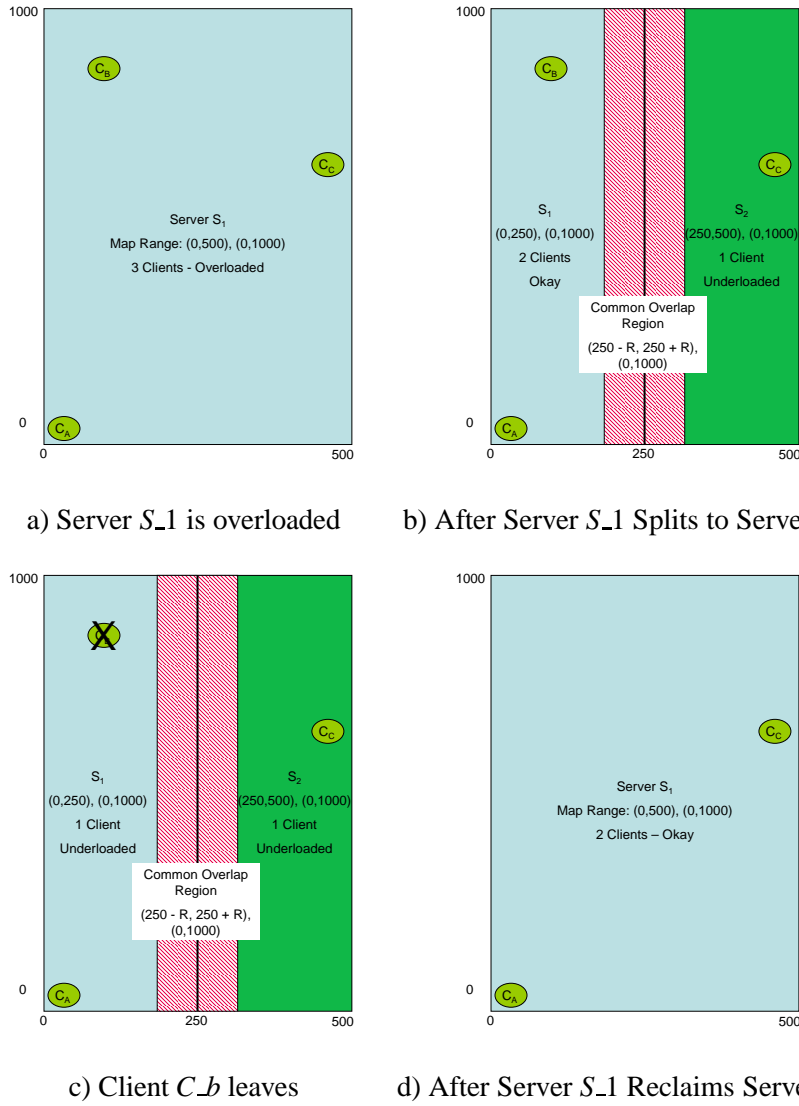 1000
C_B
C_C
Server S_1
Map Range: (0,500), (0,1000)
3 Clients - Overloaded
0
C_A
0
500
a) Server S_1 is overloaded
1000
C_B
C_C
S_1
(0,250), (0,1000)
2 Clients
Okay
S_2
(250,500), (0,1000)
1 Client
Underloaded
Common Overlap
Region
(250 - R, 250 + R),
(0,1000)
0
C_A
0
250
500
b) After Server S_1 Splits to Serve
1000
X
C_C
S_1
(0,250), (0,1000)
1 Client
Underloaded
S_2
(250,500), (0,1000)
1 Client
Underloaded
Common Overlap
Region
(250 - R, 250 + R),
(0,1000)
0
C_A
0
250
500
c) Client C_b leaves
1000
C_C
Server S_1
Map Range: (0,500), (0,1000)
2 Clients – Okay
0
C_A
0
500
d) After Server S_1 Reclaims Serve